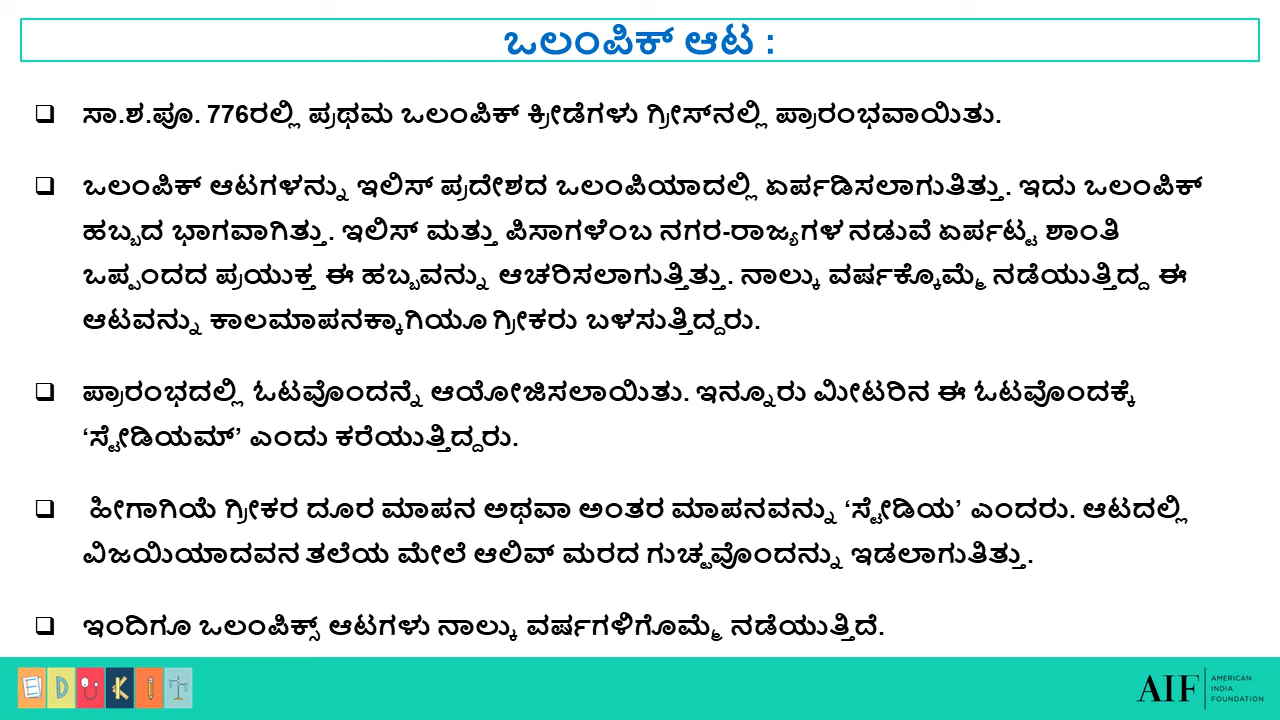 ಒಲಂಪಿಕ್ ಆಟ :
ಸಾ.ಶ.ಪೂ. 776ರಲ್ಲಿ ಪ್ರಥಮ ಒಲಂಪಿಕ್ ಕ್ರೀಡೆಗಳು ಗ್ರೀಸ್‌ನಲ್ಲಿ ಪ್ರಾರಂಭವಾಯಿತು.
ಒಲಂಪಿಕ್ ಆಟಗಳನ್ನು ಇಲಿಸ್ ಪ್ರದೇಶದ ಒಲಂಪಿಯಾದಲ್ಲಿ ಏರ್ಪಡಿಸಲಾಗುತಿತ್ತು. ಇದು ಒಲಂಪಿಕ್
ಹಬ್ಬದ ಭಾಗವಾಗಿತ್ತು. ಇಲಿಸ್ ಮತ್ತು ಪಿಸಾಗಳೆಂಬ ನಗರ-ರಾಜ್ಯಗಳ ನಡುವೆ ಏರ್ಪಟ್ಟ ಶಾಂತಿ
ಒಪ್ಪಂದದ ಪ್ರಯುಕ್ತ ಈ ಹಬ್ಬವನ್ನು ಆಚರಿಸಲಾಗುತ್ತಿತ್ತು. ನಾಲ್ಕು ವರ್ಷಕ್ಕೊಮ್ಮೆ ನಡೆಯುತ್ತಿದ್ದ ಈ
ಆಟವನ್ನು ಕಾಲಮಾಪನಕ್ಕಾಗಿಯೂ ಗ್ರೀಕರು ಬಳಸುತ್ತಿದ್ದರು.
ಪ್ರಾರಂಭದಲ್ಲಿ ಓಟವೊಂದನ್ನೆ ಆಯೋಜಿಸಲಾಯಿತು. ಇನ್ನೂರು ಮೀಟರಿನ ಈ ಓಟವೊಂದಕ್ಕೆ
‘ಸ್ಟೇಡಿಯಮ್’ ಎಂದು ಕರೆಯುತ್ತಿದ್ದರು.
ಹೀಗಾಗಿಯೆ ಗ್ರೀಕರ ದೂರ ಮಾಪನ ಅಥವಾ ಅಂತರ ಮಾಪನವನ್ನು ‘ಸ್ಟೇಡಿಯ’ ಎಂದರು. ಆಟದಲ್ಲಿ
ವಿಜಯಿಯಾದವನ ತಲೆಯ ಮೇಲೆ ಆಲಿವ್ ಮರದ ಗುಚ್ಛವೊಂದನ್ನು ಇಡಲಾಗುತಿತ್ತು.
ಇಂದಿಗೂ ಒಲಂಪಿಕ್ಸ್ ಆಟಗಳು ನಾಲ್ಕು ವರ್ಷಗಳಿಗೊಮ್ಮೆ ನಡೆಯುತ್ತಿದೆ.
EDUKIT
AIF AMERICAN
INDIA
FOUNDATION